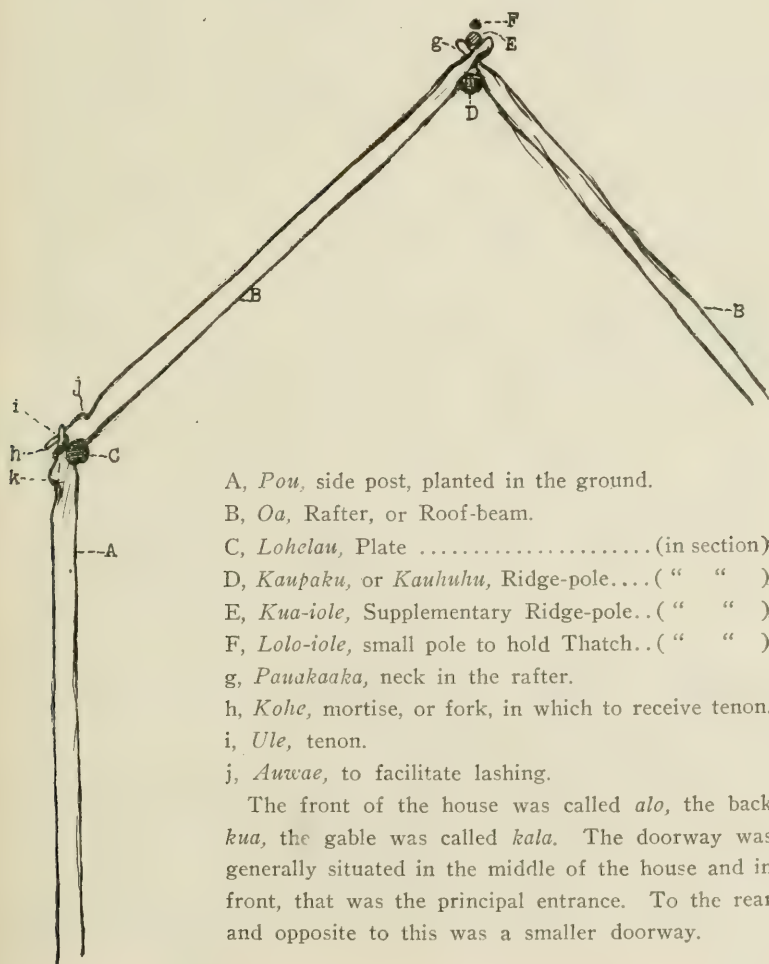 F
g E
D
B
B
j
i
h C
k
A
A, Pou, side post, planted in the ground.
B, Oa, Rafter, or Roof-beam.
C, Lohelau, Plate ......................(in section)
D, Kaupaku, or Kauhuhu, Ridge-pole....( “ “ )
E, Kua-iole, Supplementary Ridge-pole..( “ “ )
F, Lolo-iole, small pole to hold Thatch..( “ “ )
g, Pauakaaka, neck in the rafter.
h, Kohe, mortise, or fork, in which to receive tenon.
i, Ule, tenon.
j, Auwae, to facilitate lashing.
The front of the house was called alo, the back
kua, the gable was called kala. The doorway was
generally situated in the middle of the house and in
front, that was the principal entrance. To the rear
and opposite to this was a smaller doorway.